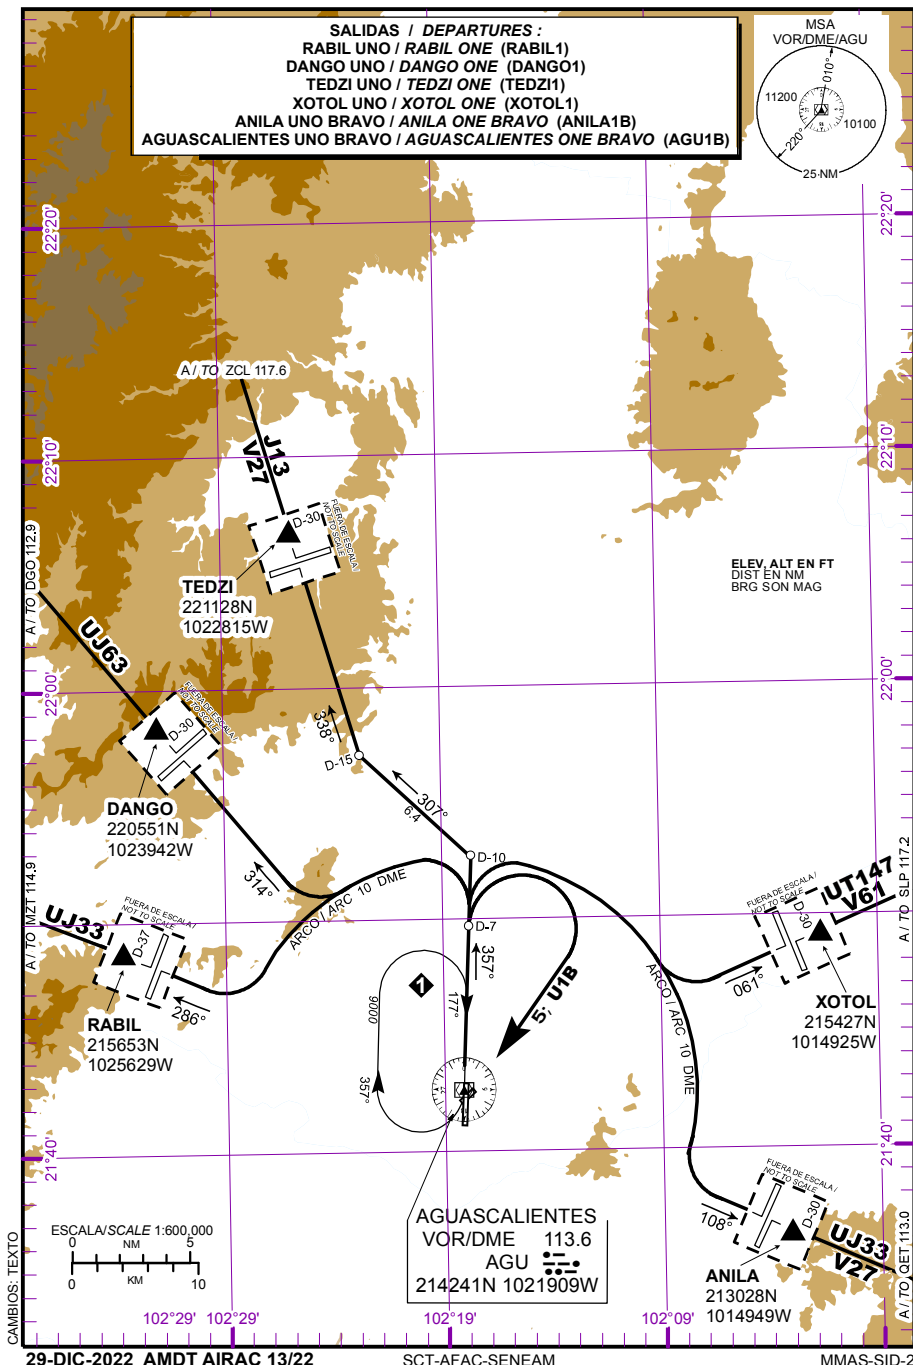 SALIDAS / DEPARTURES :
RABIL UNO / RABIL ONE (RABIL1)
DANGO UNO / DANGO ONE (DANGO1)
TEDZI UNO / TEDZI ONE (TEDZI1)
XOTOL UNO / XOTOL ONE (XOTOL1)
ANILA UNO BRAVO / ANILA ONE BRAVO (ANILA1B)
AGUASCALIENTES UNO BRAVO / AGUASCALIENTES ONE BRAVO (AGU1B)
MSA
VOR/DME/AGU
010°
11200
10100
220°
25 NM
22°20'
22°20'
A / TO ZCL 117.6
J13
V27
22°10'
22°10'
D-30
FUERA DE ESCALA /
NOT TO SCALE
TEDZI
221128N
1022815W
ELEV, ALT EN FT
DIST EN NM
BRG SON MAG
A / TO DGO 112.9
UJ63
22°00'
22°00'
FUERA DE ESCALA /
NOT TO SCALE
D-30
338°
D-15
307°
6.4
DANGO
220551N
1023942W
D-10
314°
ARCO / ARC 10 DME
A / TO MZT 114.9
UJ33
FUERA DE ESCALA /
NOT TO SCALE
D-37
RABIL
215653N
1025629W
286°
D-7
357°
177°
1
9000
357°
5; U1B
ARCO / ARC 10 DME
061°
FUERA DE ESCALA /
NOT TO SCALE
D-30
UT147
V61
A / TO SLP 117.2
XOTOL
215427N
1014925W
21°40'
21°40'
FUERA DE ESCALA /
NOT TO SCALE
108°
D-30
UJ33
V27
A / TO QET 113.0
ANILA
213028N
1014949W
AGUASCALIENTES
VOR/DME 113.6
AGU
214241N 1021909W
ESCALA/SCALE 1:600,000
NM
0 5
KM
0 10
102°29' 102°29'
102°19'
102°09'
CAMBIOS: TEXTO
29-DIC-2022 AMDT AIRAC 13/22
SCT-AFAC-SENEAM
MMAS-SID-2